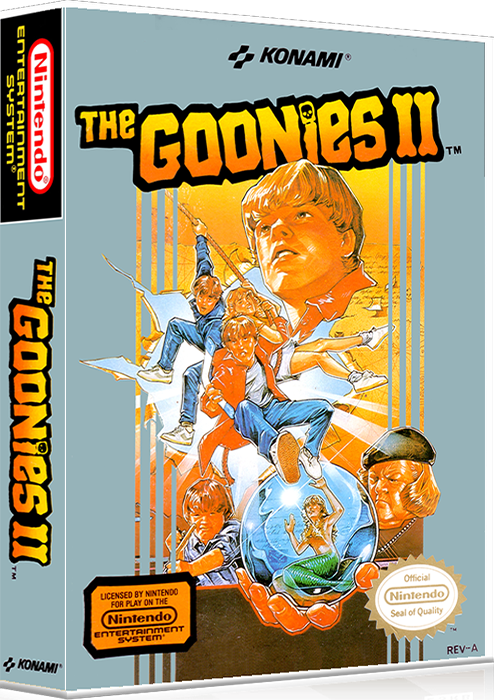 Nintendo®
ENTERTAINMENT
SYSTEM®
THE GOONIES II
TM
KONAMI®
KONAMI®
THE GOONIES II
TM
LICENSED BY NINTENDO
FOR PLAY ON THE
Nintendo
ENTERTAINMENT
SYSTEM®
Official
Nintendo
Seal of Quality
TM
REV-A